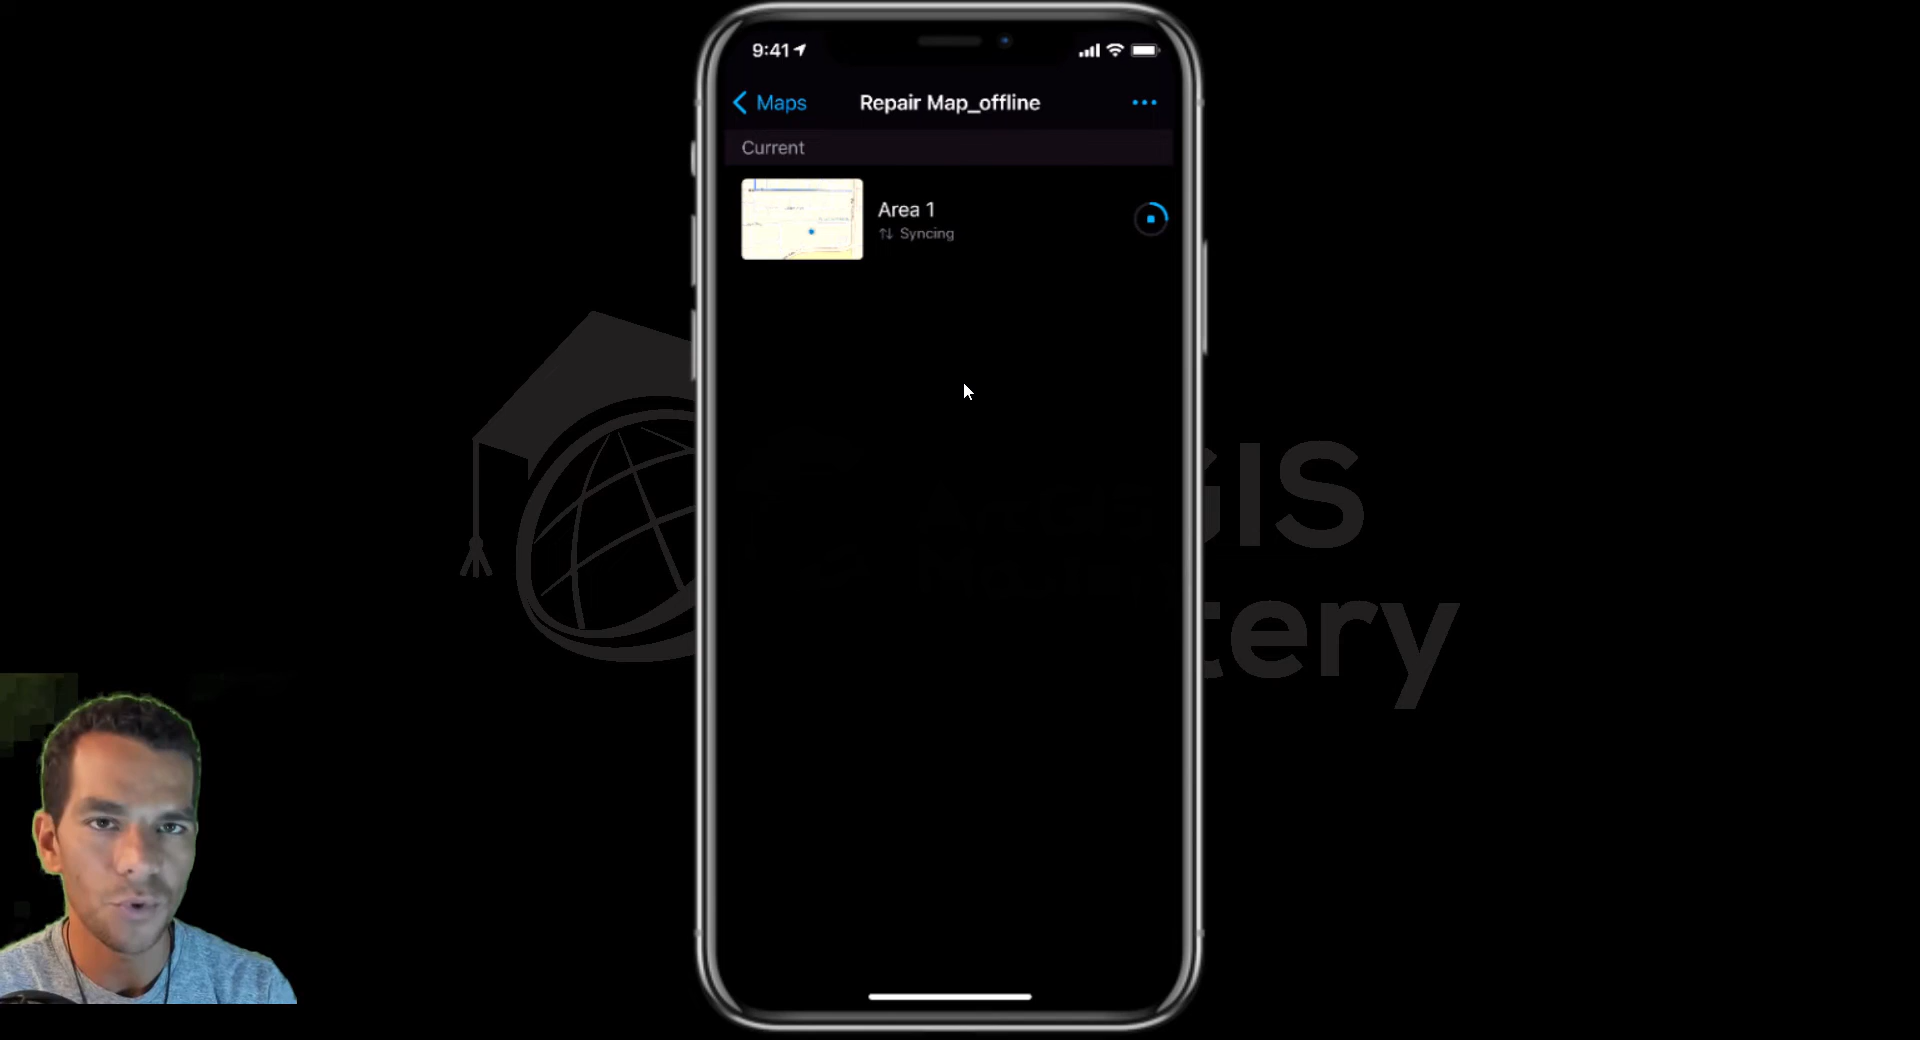 9:41
Maps
Repair Map_offline
Current
Area 1
Syncing
GIS
tery